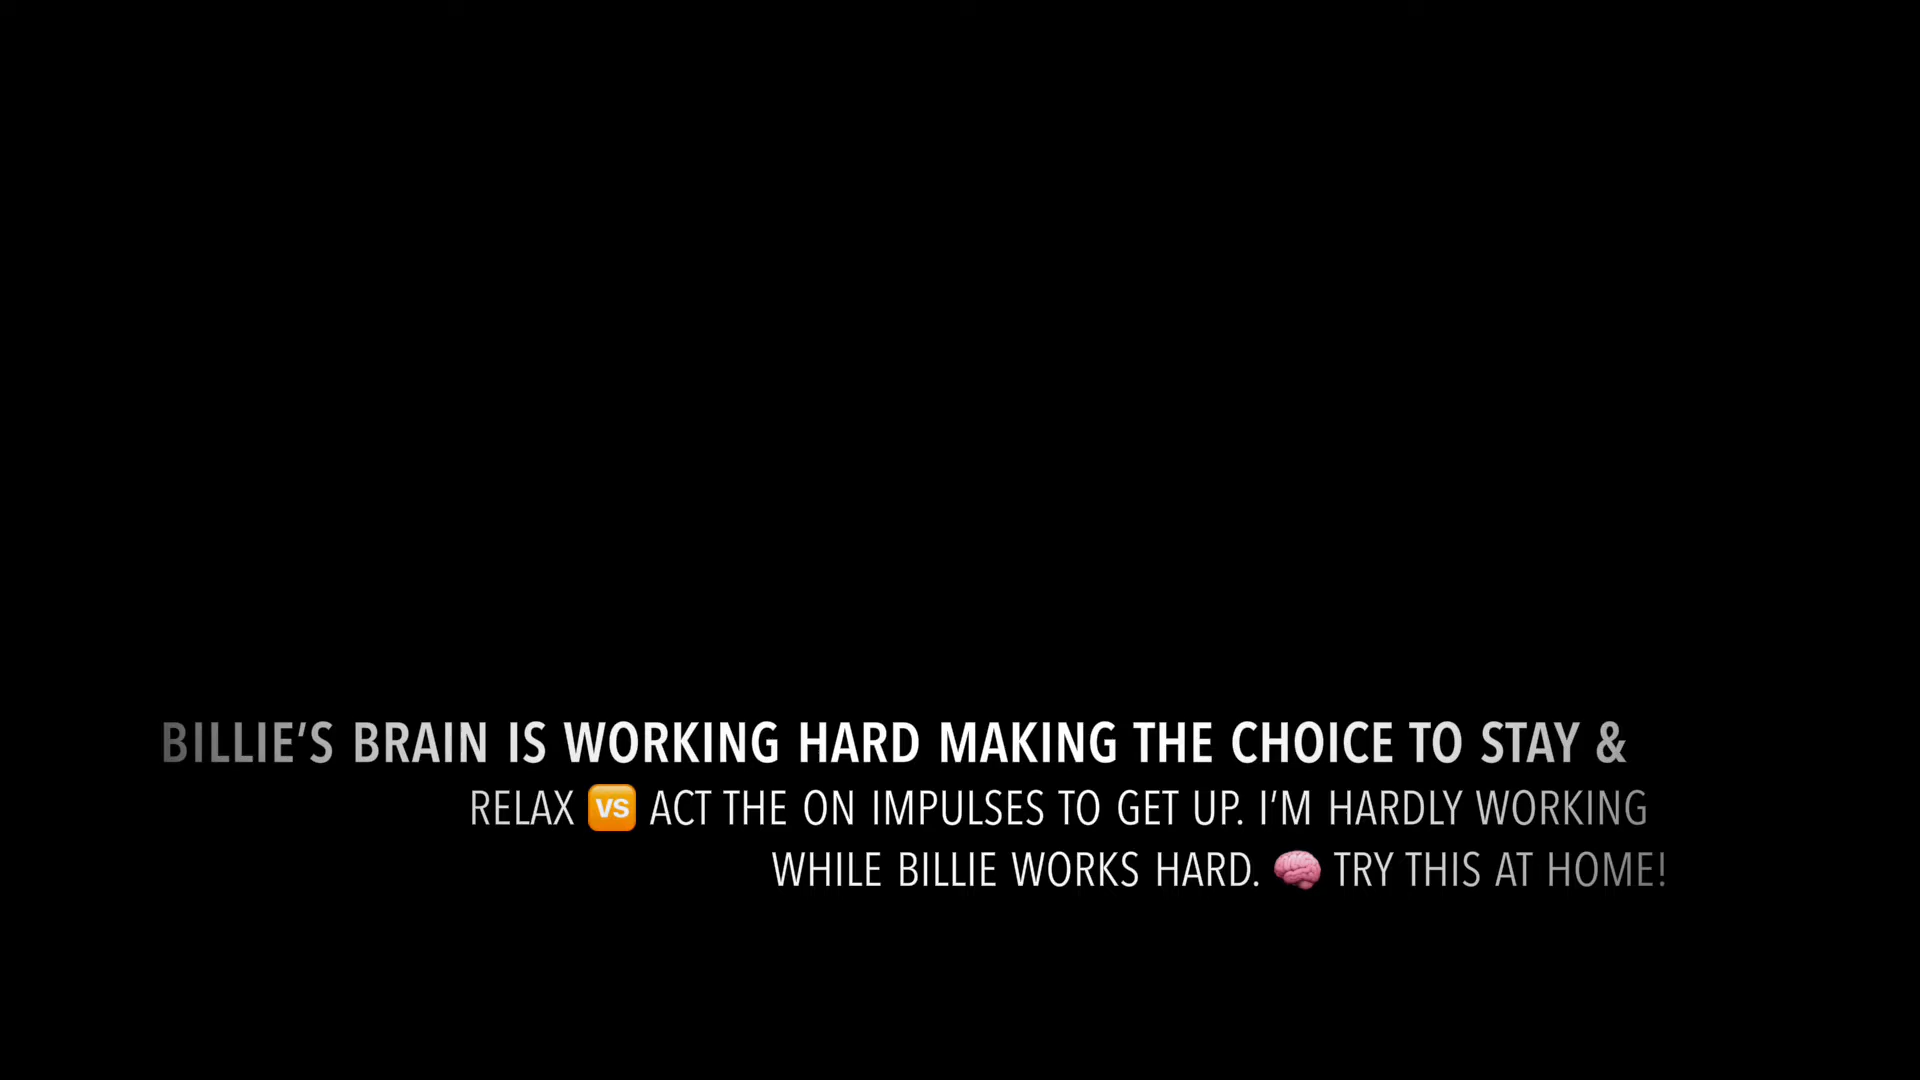 BILLIE’S BRAIN IS WORKING HARD MAKING THE CHOICE TO STAY &
RELAX 🆚 ACT THE ON IMPULSES TO GET UP. I’M HARDLY WORKING
WHILE BILLIE WORKS HARD. 🧠 TRY THIS AT HOME!